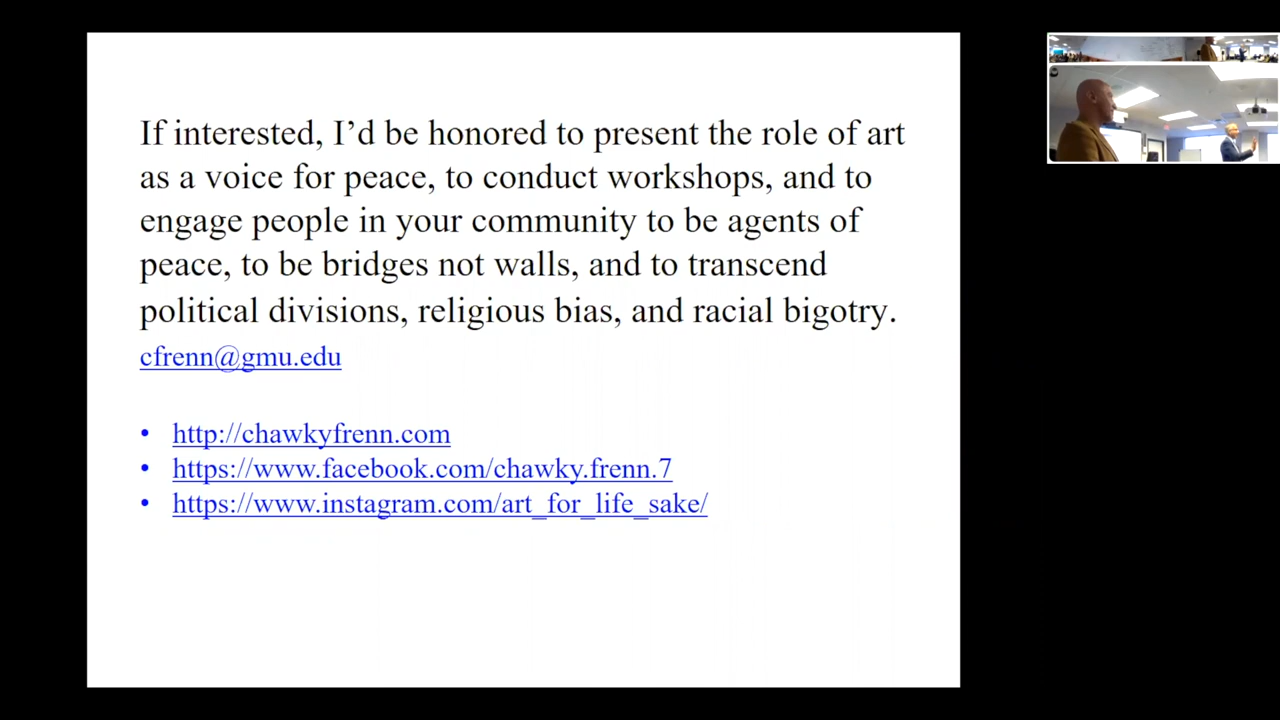 If interested, I’d be honored to present the role of art
as a voice for peace, to conduct workshops, and to
engage people in your community to be agents of
peace, to be bridges not walls, and to transcend
political divisions, religious bias, and racial bigotry.
cfrenn@gmu.edu
• http://chawkyfrenn.com
• https://www.facebook.com/chawky.frenn.7
• https://www.instagram.com/art_for_life_sake/